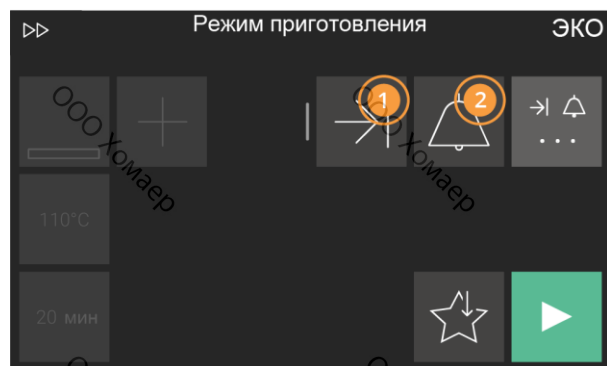 Режим приготовления
ЭКО
1
2
ООО Хомаер
ООО Хомаер
110°C
20 мин